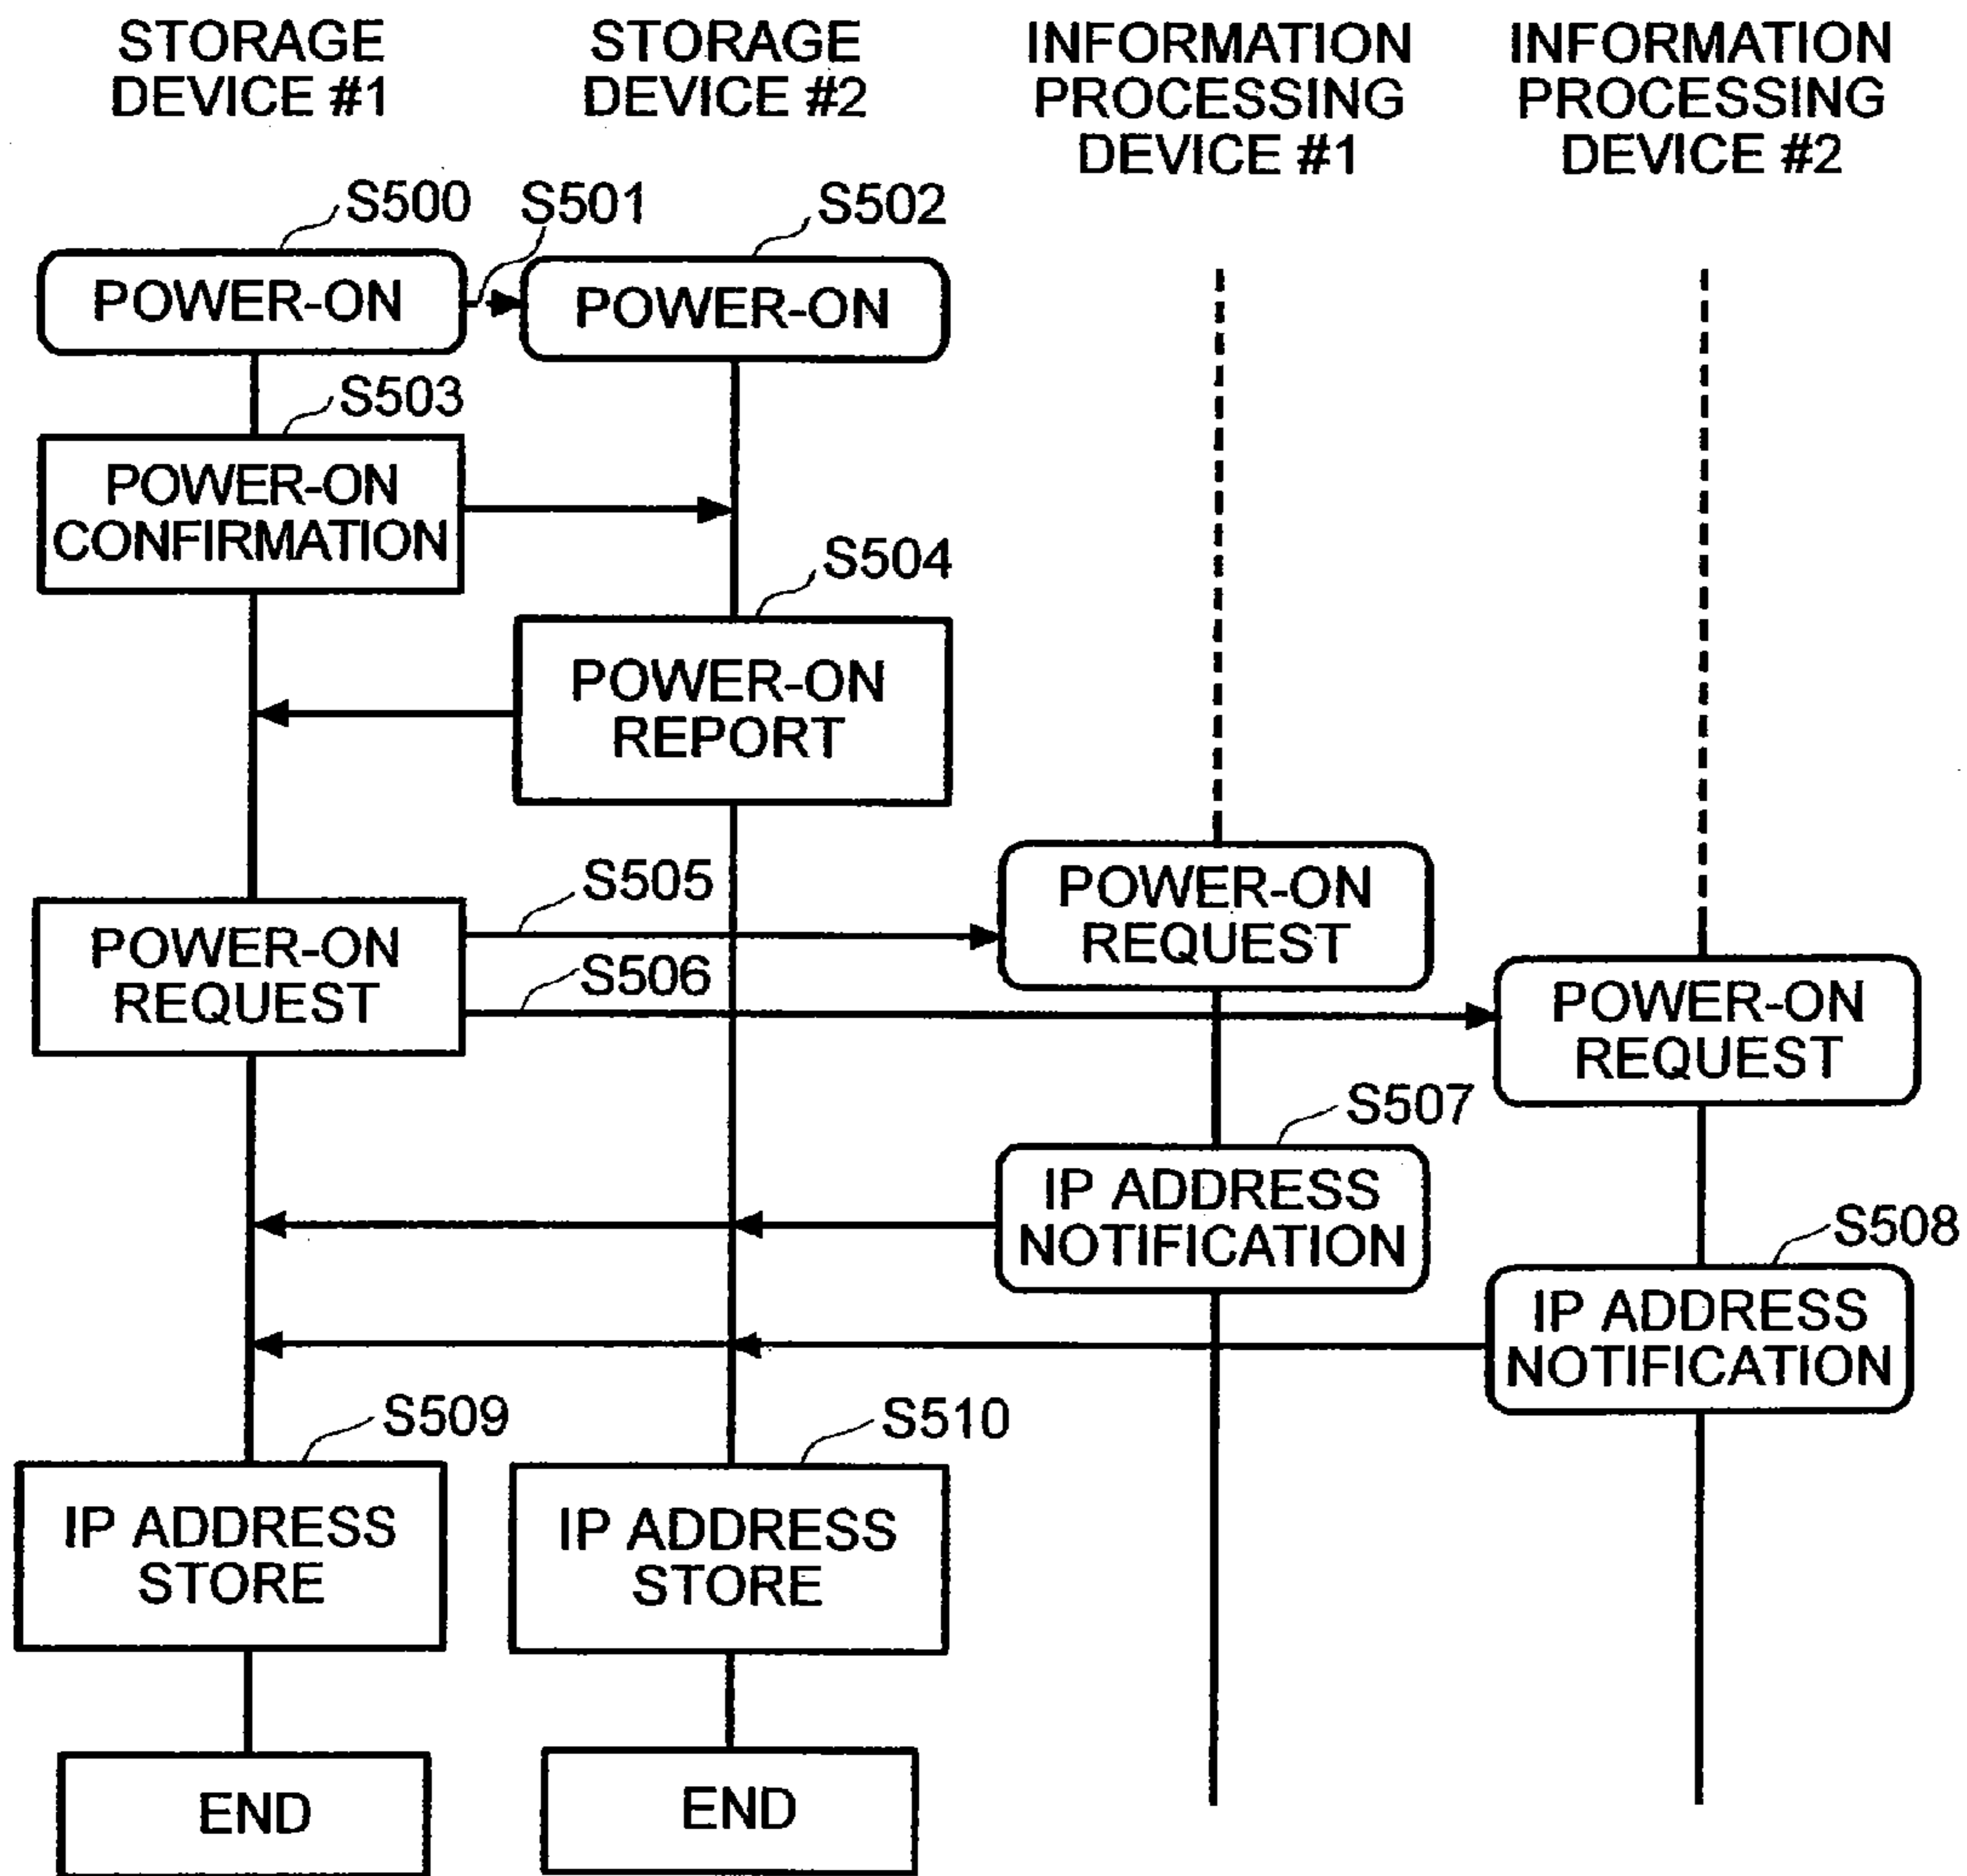 STORAGE
DEVICE #1
STORAGE
DEVICE #2
INFORMATION
PROCESSING
DEVICE #1
INFORMATION
PROCESSING
DEVICE #2
S500
S501
S502
POWER-ON
POWER-ON
S503
POWER-ON
CONFIRMATION
S504
POWER-ON
REPORT
S505
POWER-ON
REQUEST
POWER-ON
REQUEST
S506
POWER-ON
REQUEST
S507
IP ADDRESS
NOTIFICATION
S508
IP ADDRESS
NOTIFICATION
S509
S510
IP ADDRESS
STORE
IP ADDRESS
STORE
END
END